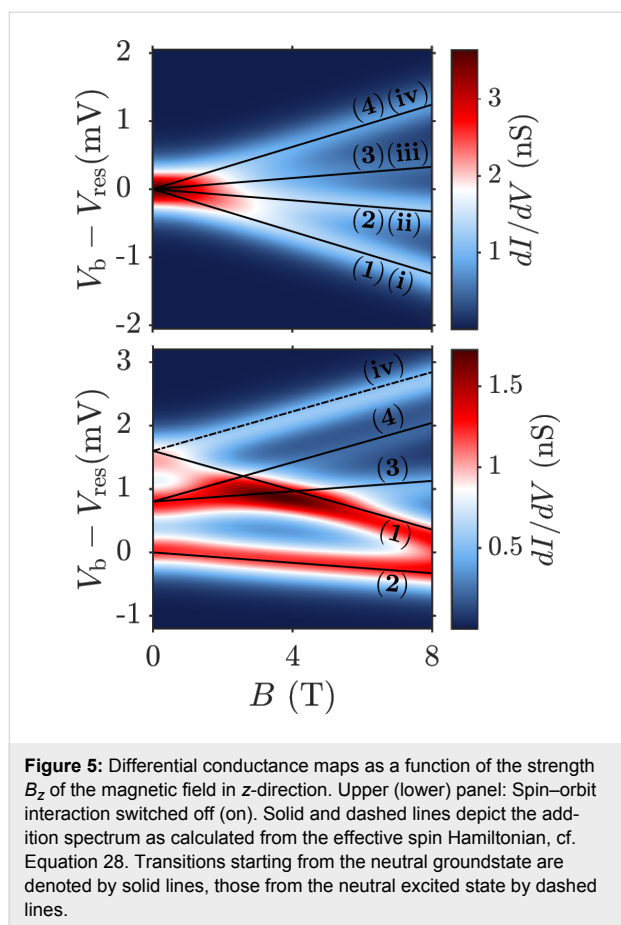 2
1
0
-1
-2
V_b − V_res(mV)
(4)(iv)
(3)(iii)
(2)(ii)
(1)(i)
3
2
1
dI/dV (nS)
3
2
1
0
-1
V_b − V_res(mV)
(iv)
(4)
(3)
(1)
(2)
1.5
1
0.5
dI/dV (nS)
0 4 8
B (T)
Figure 5: Differential conductance maps as a function of the strength
B_z of the magnetic field in z-direction. Upper (lower) panel: Spin–orbit
interaction switched off (on). Solid and dashed lines depict the add-
ition spectrum as calculated from the effective spin Hamiltonian, cf.
Equation 28. Transitions starting from the neutral groundstate are
denoted by solid lines, those from the neutral excited state by dashed
lines.